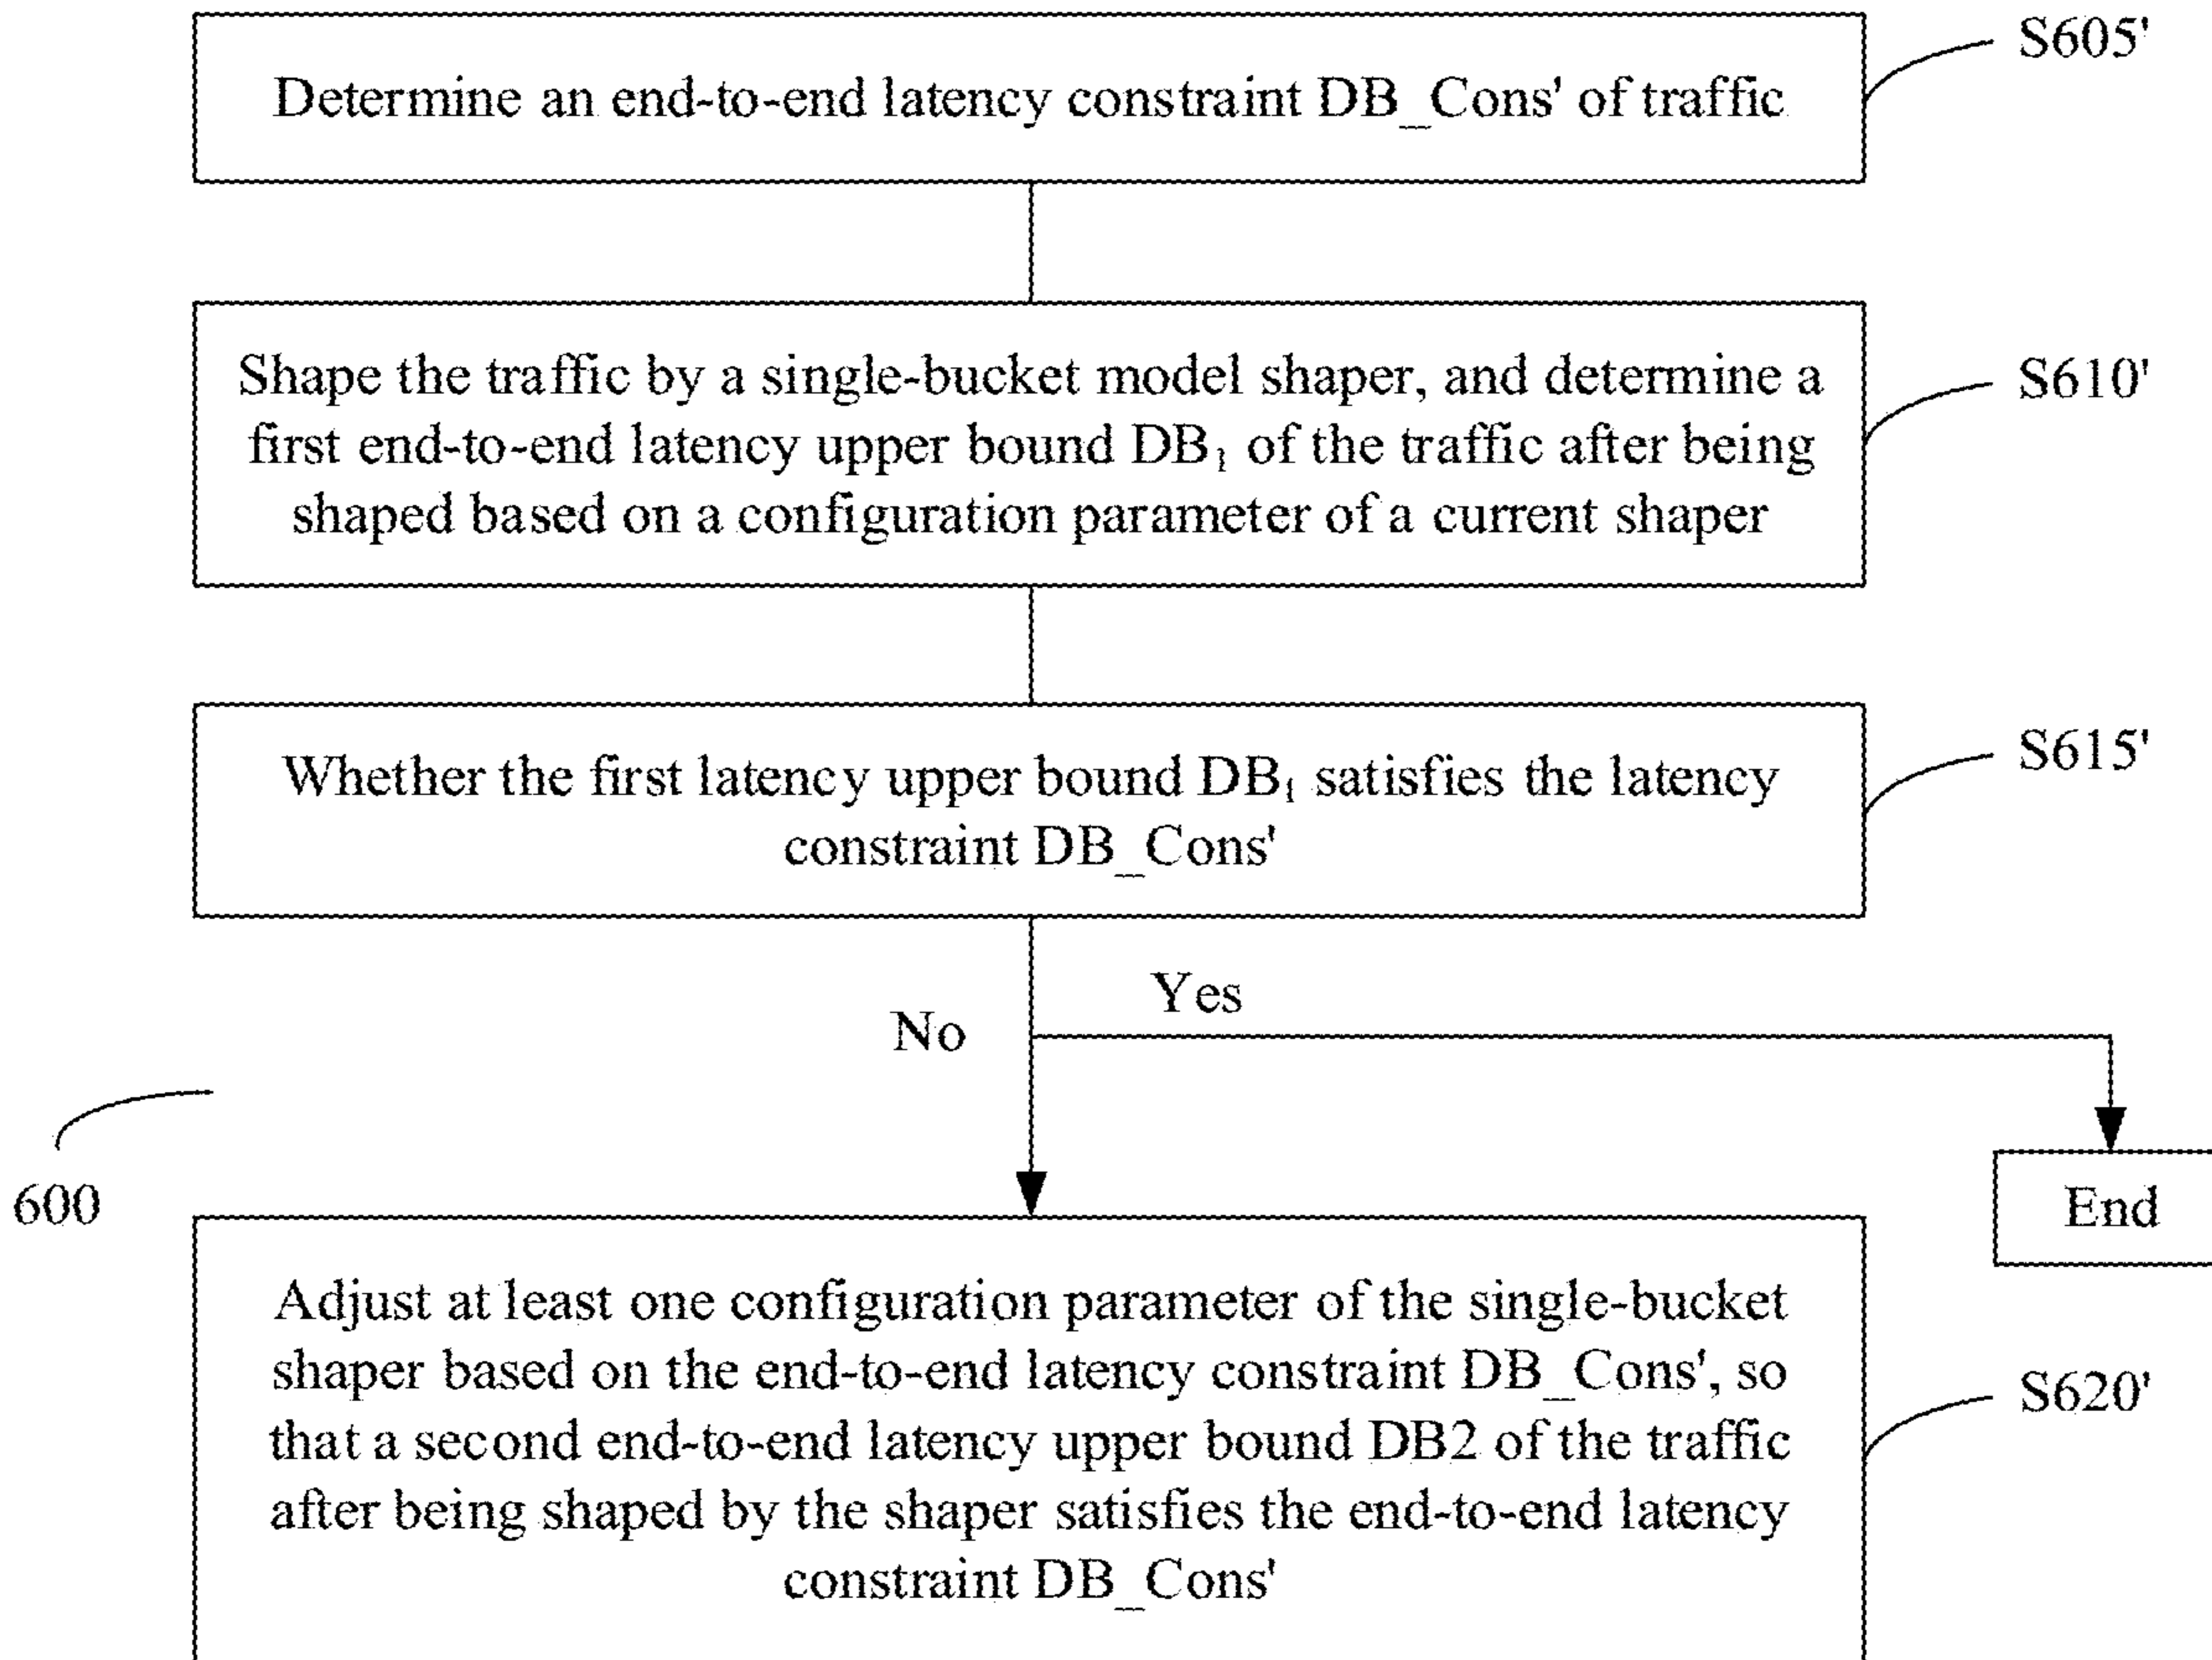 Determine an end-to-end latency constraint DB_Cons' of traffic
S605'
Shape the traffic by a single-bucket model shaper, and determine a
first end-to-end latency upper bound DB₁ of the traffic after being
shaped based on a configuration parameter of a current shaper
S610'
Whether the first latency upper bound DB₁ satisfies the latency
constraint DB_Cons'
S615'
Yes
No
600
End
Adjust at least one configuration parameter of the single-bucket
shaper based on the end-to-end latency constraint DB_Cons', so
that a second end-to-end latency upper bound DB2 of the traffic
after being shaped by the shaper satisfies the end-to-end latency
constraint DB_Cons'
S620'